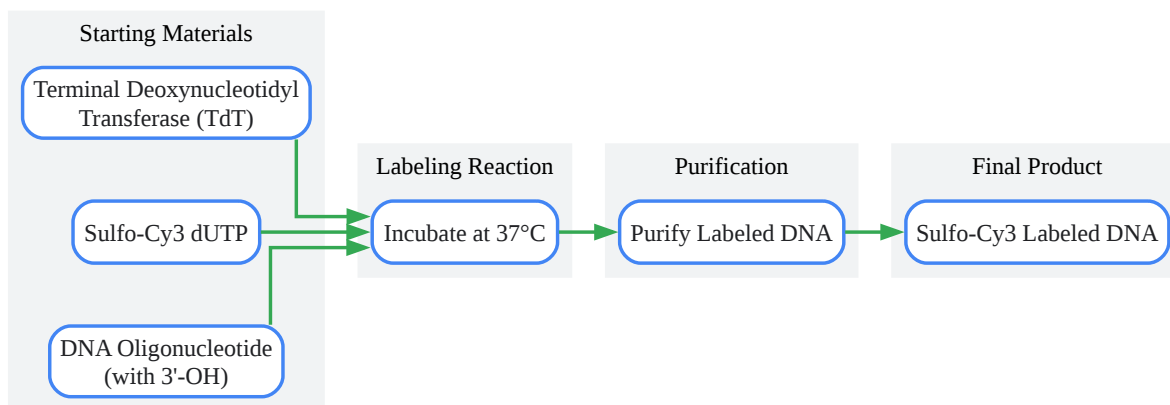 Starting Materials
Terminal Deoxynucleotidyl
Transferase (TdT)
Sulfo-Cy3 dUTP
DNA Oligonucleotide
(with 3'-OH)
Labeling Reaction
Incubate at 37°C
Purification
Purify Labeled DNA
Final Product
Sulfo-Cy3 Labeled DNA